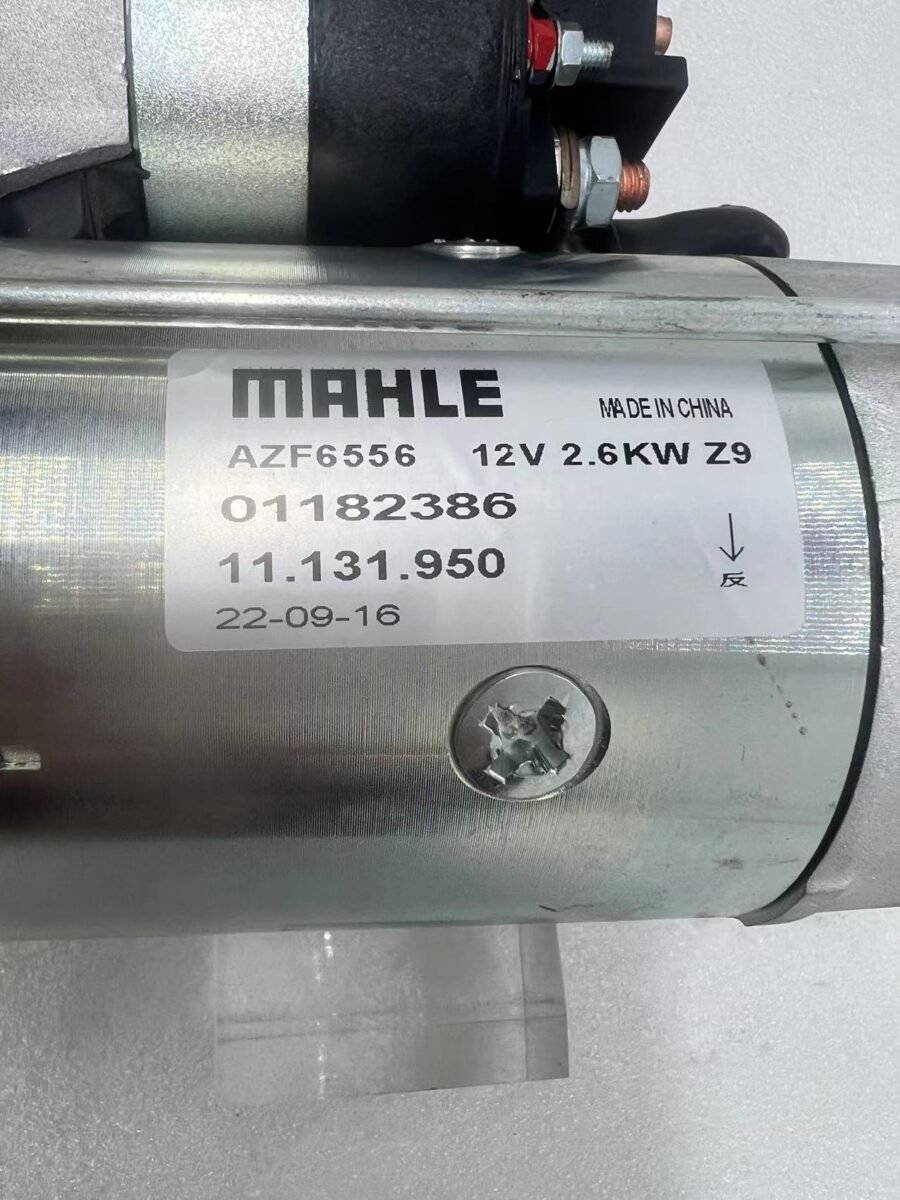 MAHLE
MADE IN CHINA
AZF6556 12V 2.6KW Z9
01182386
11.131.950
22-09-16
反